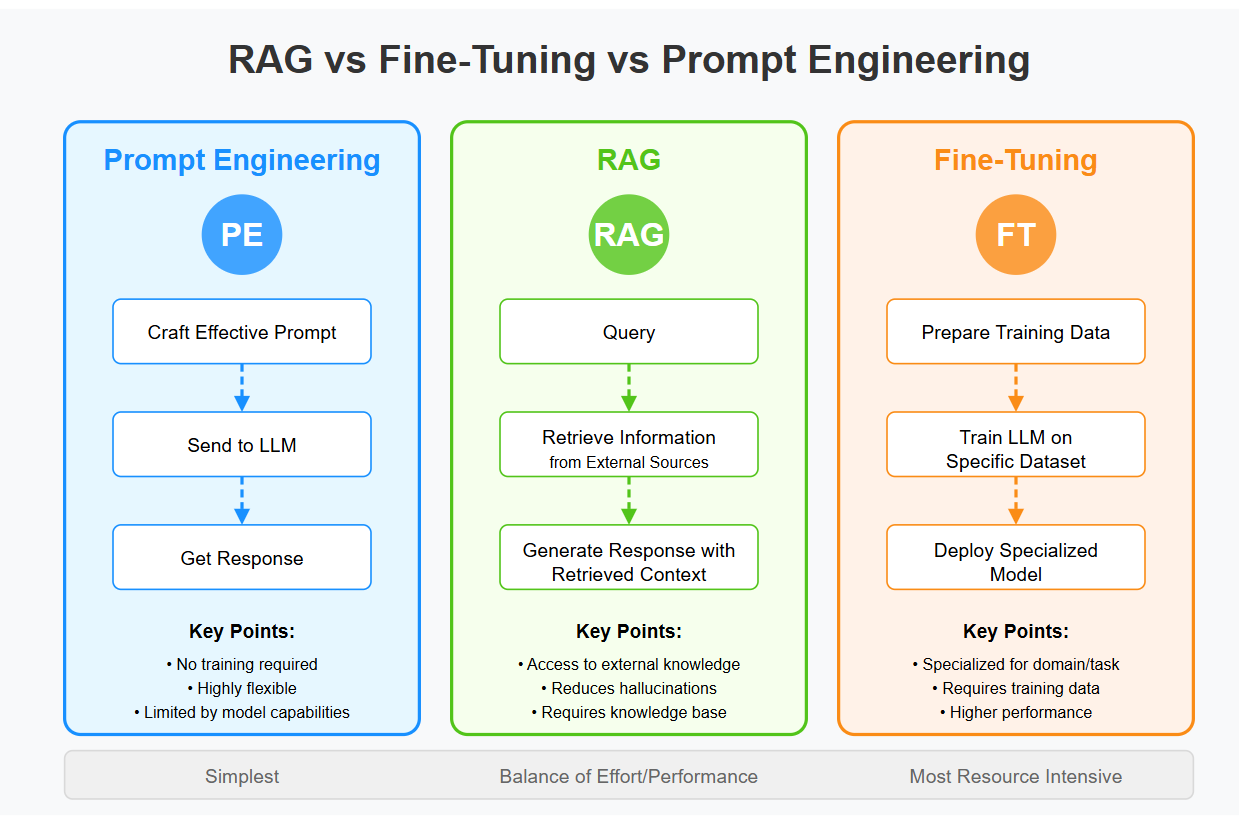 RAG vs Fine-Tuning vs Prompt Engineering
Prompt Engineering
PE
Craft Effective Prompt
Send to LLM
Get Response
Key Points:
• No training required
• Highly flexible
• Limited by model capabilities
RAG
RAG
Query
Retrieve Information
from External Sources
Generate Response with
Retrieved Context
Key Points:
• Access to external knowledge
• Reduces hallucinations
• Requires knowledge base
Fine-Tuning
FT
Prepare Training Data
Train LLM on
Specific Dataset
Deploy Specialized
Model
Key Points:
• Specialized for domain/task
• Requires training data
• Higher performance
Simplest
Balance of Effort/Performance
Most Resource Intensive